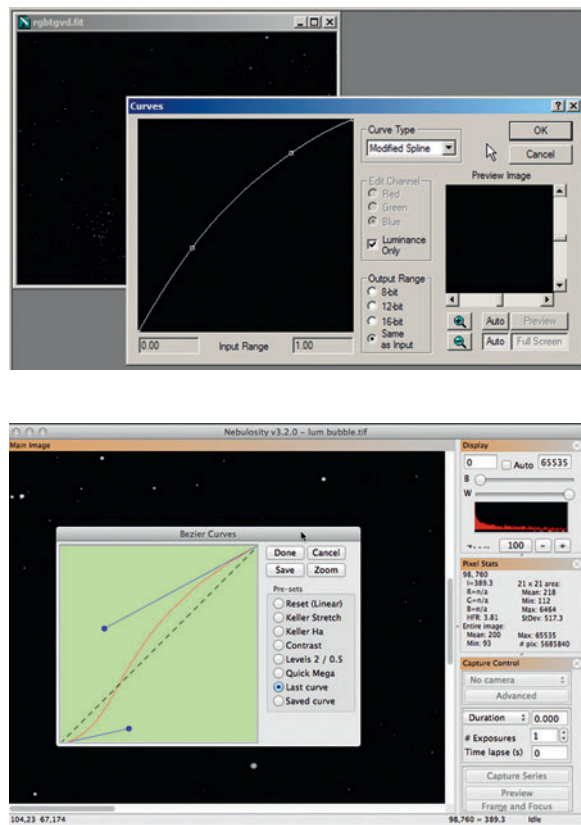 rgbtgvd.fit
Curves
Curve Type
Modified Spline
OK
Cancel
Edit Channel
Red
Green
Blue
Luminance
Only
Preview Image
Output Range
8-bit
12-bit
16-bit
Same
as Input
Auto Preview
Auto Full Screen
0.00 Input Range 1.00
Nebulosity v3.2.0 - lum bubble.tif
Main Image
Display
0 Auto 65535
B
W
100 - +
Bezier Curves
Done Cancel
Save Zoom
Pre-sets
Reset (Linear)
Keller Stretch
Keller Ha
Contrast
Levels 2 / 0.5
Quick Mega
Last curve
Saved curve
Pixel Stats
98, 760
I=389.3 21 x 21 area:
R=n/a Mean: 218
G=n/a Min: 112
B=n/a Max: 6464
HFR: 3.81 StDev: 517.3
Entire image:
Mean: 200 Max: 65535
Min: 93 # pix: 5685840
Capture Control
No camera
Advanced
Duration 0.000
# Exposures 1
Time lapse (s) 0
Capture Series
Preview
Frame and Focus
104,23 67,174
98,760 = 389.3 Idle